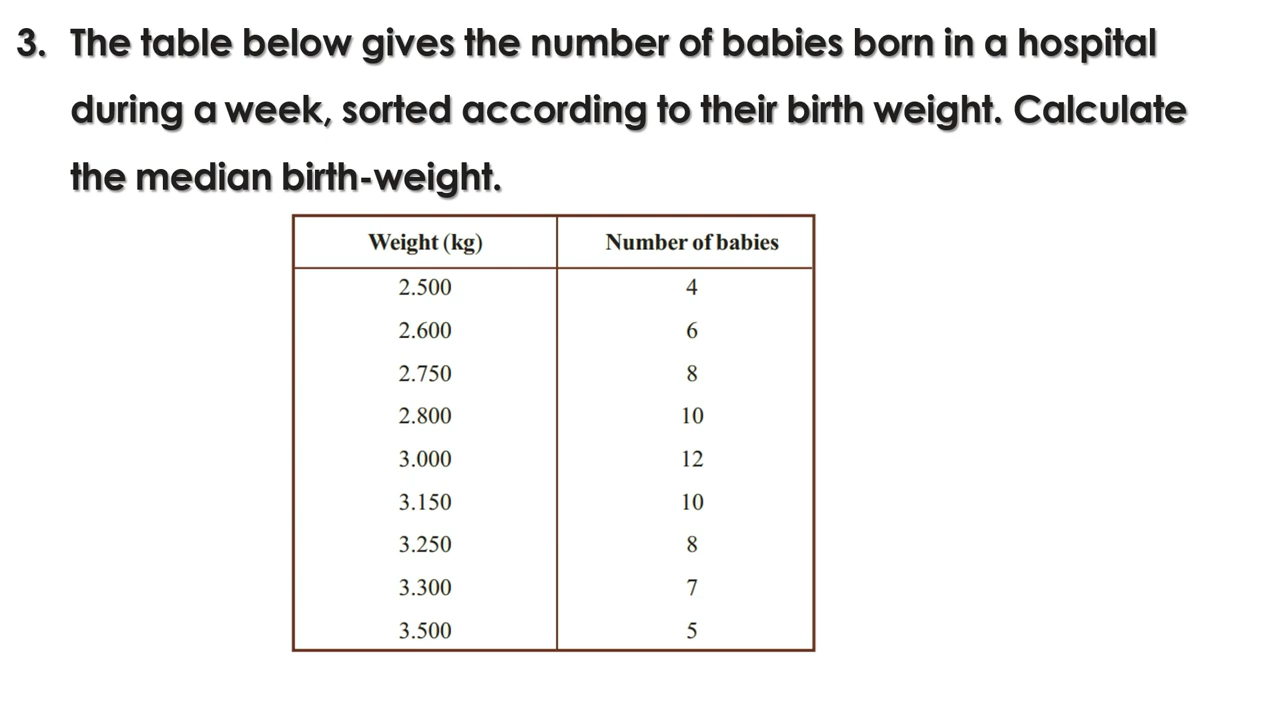 3. The table below gives the number of babies born in a hospital
during a week, sorted according to their birth weight. Calculate
the median birth-weight.
Weight (kg) Number of babies
2.500 4
2.600 6
2.750 8
2.800 10
3.000 12
3.150 10
3.250 8
3.300 7
3.500 5